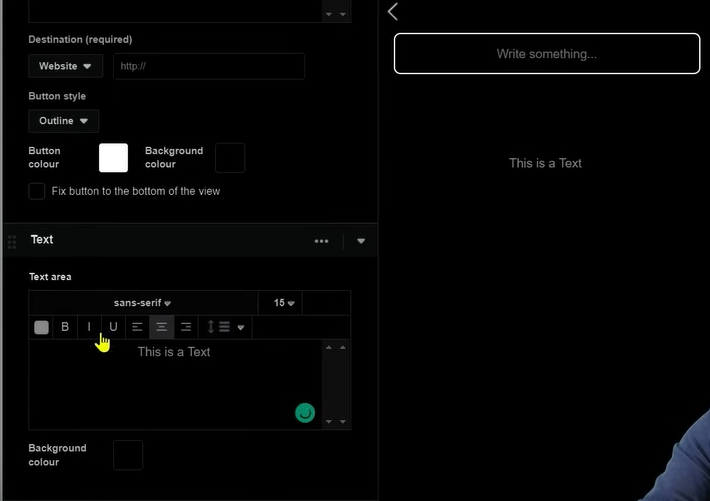 Destination (required)
Website
http://
Button style
Outline
Button
colour
Background
colour
Fix button to the bottom of the view
Text
Text area
sans-serif
15
B I U
This is a Text
Background
colour
Write something...
This is a Text